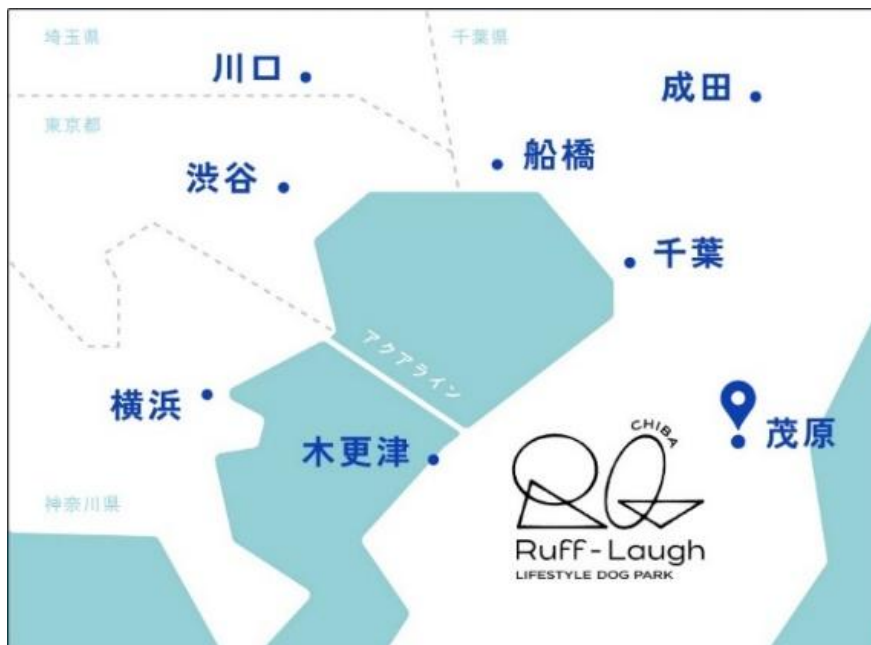 埼玉県
千葉県
川口
成田
東京都
船橋
渋谷
千葉
アクアライン
横浜
茂原
木更津
CHIBA
神奈川県
Ruff-Laugh
LIFESTYLE DOG PARK